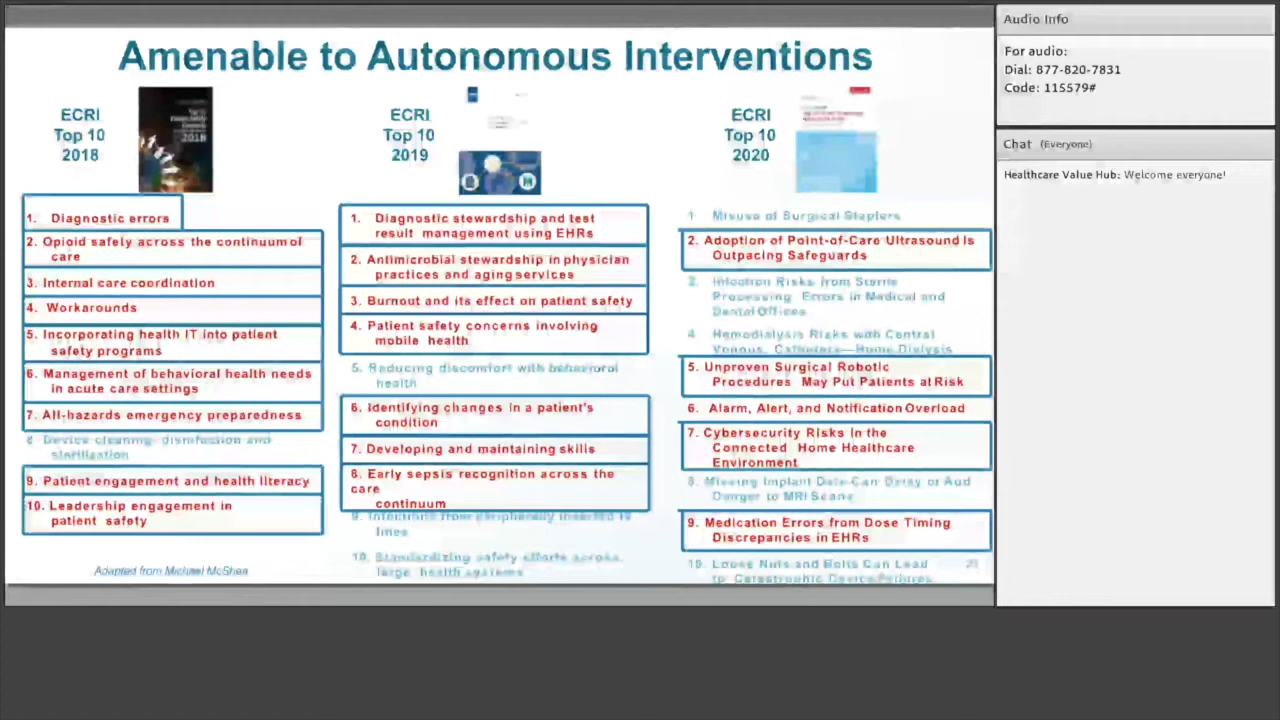 Amenable to Autonomous Interventions
ECRI
Top 10
2018
1. Diagnostic errors
2. Opioid safety across the continuum of
care
3. Internal care coordination
4. Workarounds
5. Incorporating health IT into patient
safety programs
6. Management of behavioral health needs
in acute care settings
7. All-hazards emergency preparedness
8. Device cleaning, disinfection and
sterilization
9. Patient engagement and health literacy
10. Leadership engagement in
patient safety
Adapted from Michael McShea
ECRI
Top 10
2019
1. Diagnostic stewardship and test
result management using EHRs
2. Antimicrobial stewardship in physician
practices and aging services
3. Burnout and its effect on patient safety
4. Patient safety concerns involving
mobile health
5. Reducing discomfort with behavioral
health
6. Identifying changes in a patient's
condition
7. Developing and maintaining skills
8. Early sepsis recognition across the
care
continuum
9. Infections from peripherally inserted IV
lines
10. Standardizing safety efforts across
large health systems
ECRI
Top 10
2020
1 Misuse of Surgical Staplers
2. Adoption of Point-of-Care Ultrasound Is
Outpacing Safeguards
3. Infection Risks from Sterile
Processing Errors in Medical and
Dental Offices
4 Hemodialysis Risks with Central
Venous, Catheters—Home Dialysis
5. Unproven Surgical Robotic
Procedures May Put Patients at Risk
6. Alarm, Alert, and Notification Overload
7. Cybersecurity Risks in the
Connected Home Healthcare
Environment
8. Missing Implant Data Can Delay or Add
Danger to MRI Scans
9. Medication Errors from Dose Timing
Discrepancies in EHRs
10. Loose Nuts and Bolts Can Lead
to Catastrophic Device Failures
Audio Info
For audio:
Dial: 877-820-7831
Code: 115579#
Chat (Everyone)
Healthcare Value Hub: Welcome everyone!